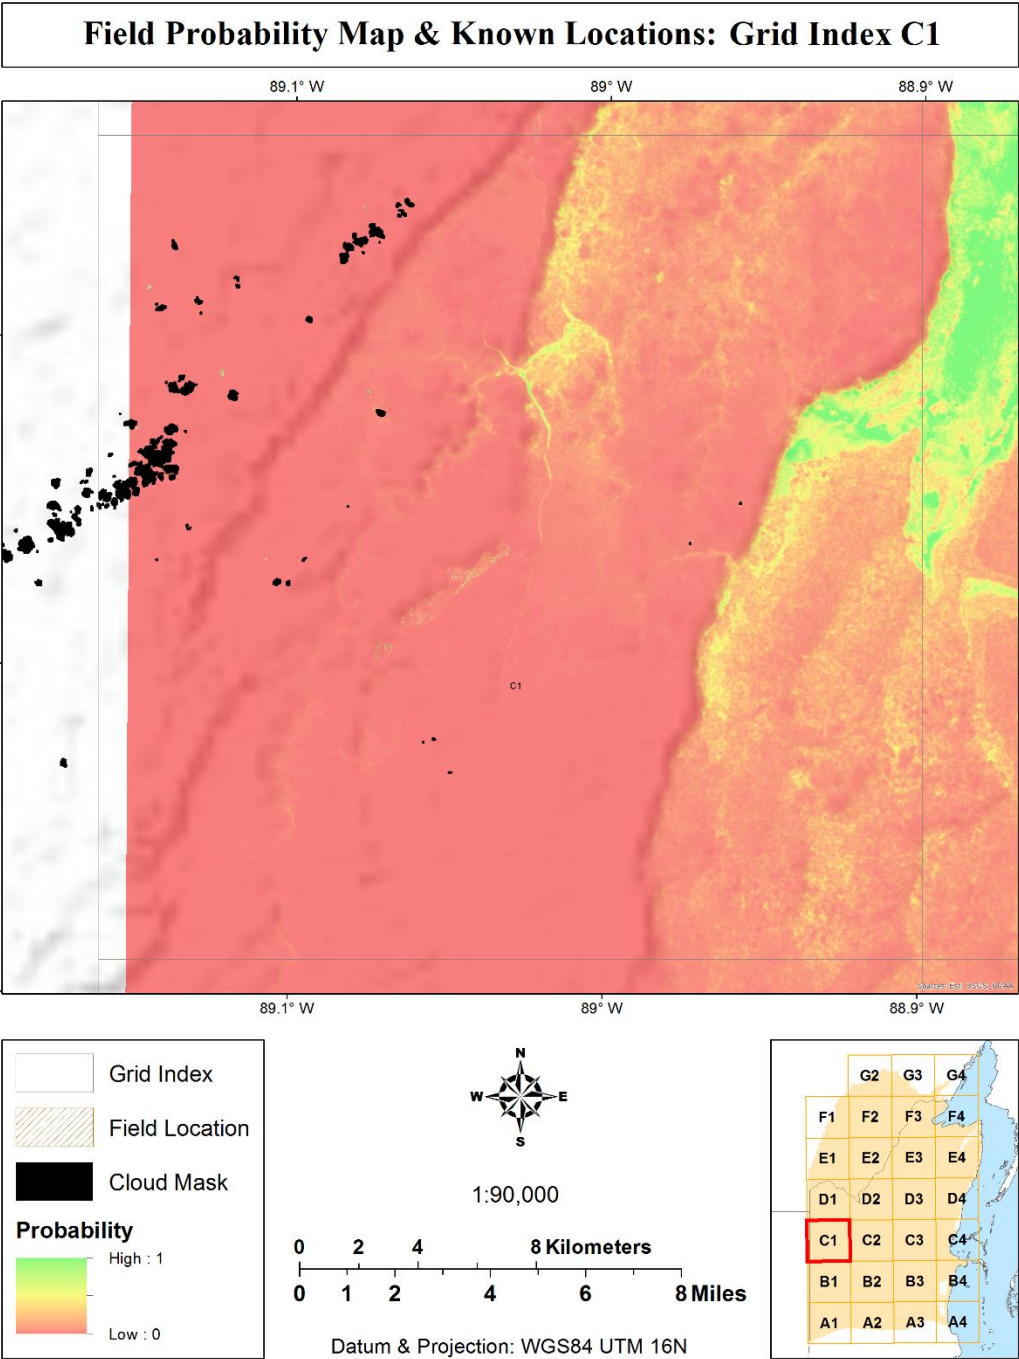 Field Probability Map & Known Locations: Grid Index C1
89.1° W 89° W 88.9° W
C1
Sources: Esri, USGS, NOAA
89.1° W 89° W 88.9° W
Grid Index
Field Location
Cloud Mask
Probability
High : 1
Low : 0
N
W E
S
1:90,000
0 2 4 8 Kilometers
0 1 2 4 6 8 Miles
Datum & Projection: WGS84 UTM 16N
G2 G3 G4
F1 F2 F3 F4
E1 E2 E3 E4
D1 D2 D3 D4
C1 C2 C3 C4
B1 B2 B3 B4
A1 A2 A3 A4